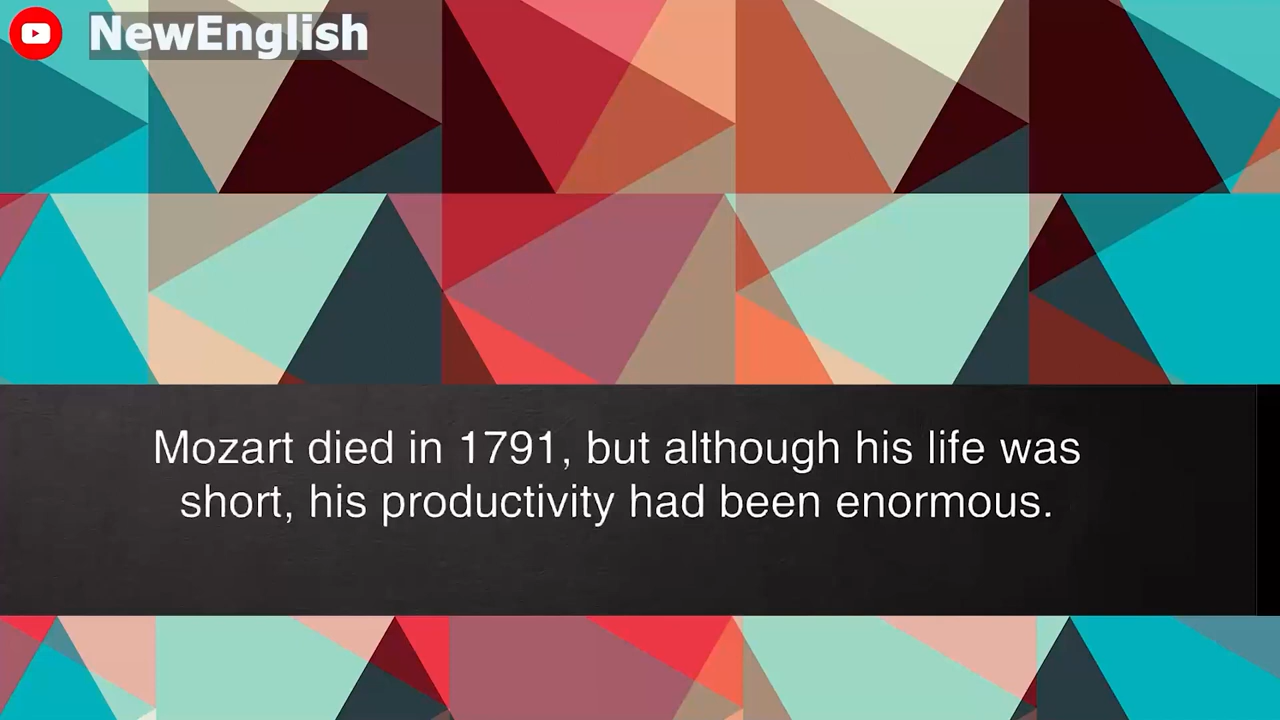 NewEnglish
Mozart died in 1791, but although his life was
short, his productivity had been enormous.